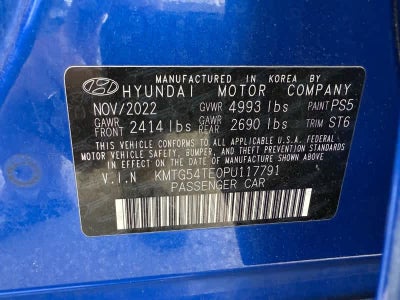 MANUFACTURED IN KOREA BY
HYUNDAI MOTOR COMPANY
NOV/2022 GVWR 4993 lbs PAINT PS5
GAWR FRONT 2414 lbs GAWR REAR 2690 lbs TRIM ST6
THIS VEHICLE CONFORMS TO ALL APPLICABLE U.S.A. FEDERAL
MOTOR VEHICLE SAFETY, BUMPER, AND THEFT PREVENTION STANDARDS
IN EFFECT ON THE DATE OF MANUFACTURE SHOWN ABOVE.
V.I.N KMTG54TE0PU117791
PASSENGER CAR